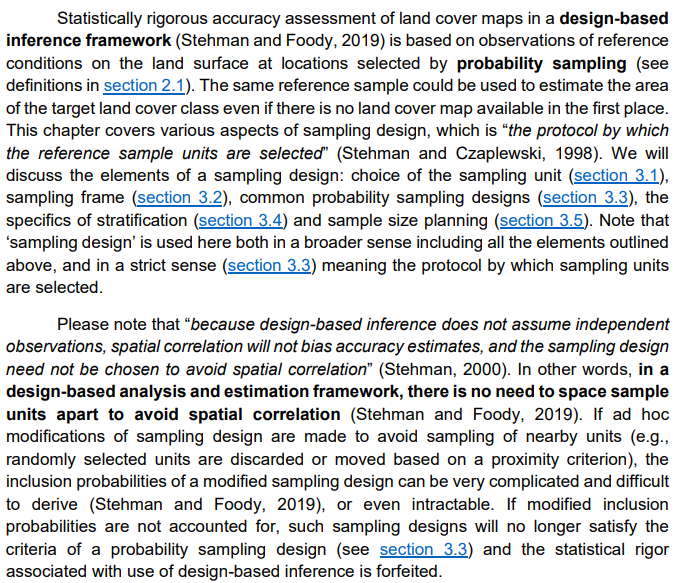 Statistically rigorous accuracy assessment of land cover maps in a design-based
inference framework (Stehman and Foody, 2019) is based on observations of reference
conditions on the land surface at locations selected by probability sampling (see
definitions in section 2.1). The same reference sample could be used to estimate the area
of the target land cover class even if there is no land cover map available in the first place.
This chapter covers various aspects of sampling design, which is “the protocol by which
the reference sample units are selected” (Stehman and Czaplewski, 1998). We will
discuss the elements of a sampling design: choice of the sampling unit (section 3.1),
sampling frame (section 3.2), common probability sampling designs (section 3.3), the
specifics of stratification (section 3.4) and sample size planning (section 3.5). Note that
‘sampling design’ is used here both in a broader sense including all the elements outlined
above, and in a strict sense (section 3.3) meaning the protocol by which sampling units
are selected.
Please note that “because design-based inference does not assume independent
observations, spatial correlation will not bias accuracy estimates, and the sampling design
need not be chosen to avoid spatial correlation” (Stehman, 2000). In other words, in a
design-based analysis and estimation framework, there is no need to space sample
units apart to avoid spatial correlation (Stehman and Foody, 2019). If ad hoc
modifications of sampling design are made to avoid sampling of nearby units (e.g.,
randomly selected units are discarded or moved based on a proximity criterion), the
inclusion probabilities of a modified sampling design can be very complicated and difficult
to derive (Stehman and Foody, 2019), or even intractable. If modified inclusion
probabilities are not accounted for, such sampling designs will no longer satisfy the
criteria of a probability sampling design (see section 3.3) and the statistical rigor
associated with use of design-based inference is forfeited.